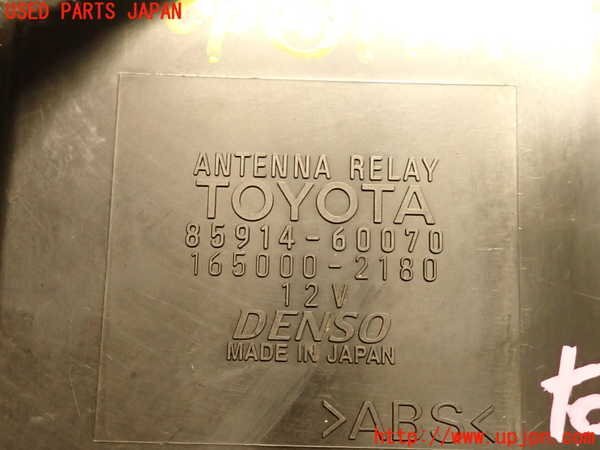 USED PARTS JAPAN
ANTENNA RELAY
TOYOTA
85914-60070
165000-2180
12V
DENSO
MADE IN JAPAN
>ABS<
http://www.upjpn.com/